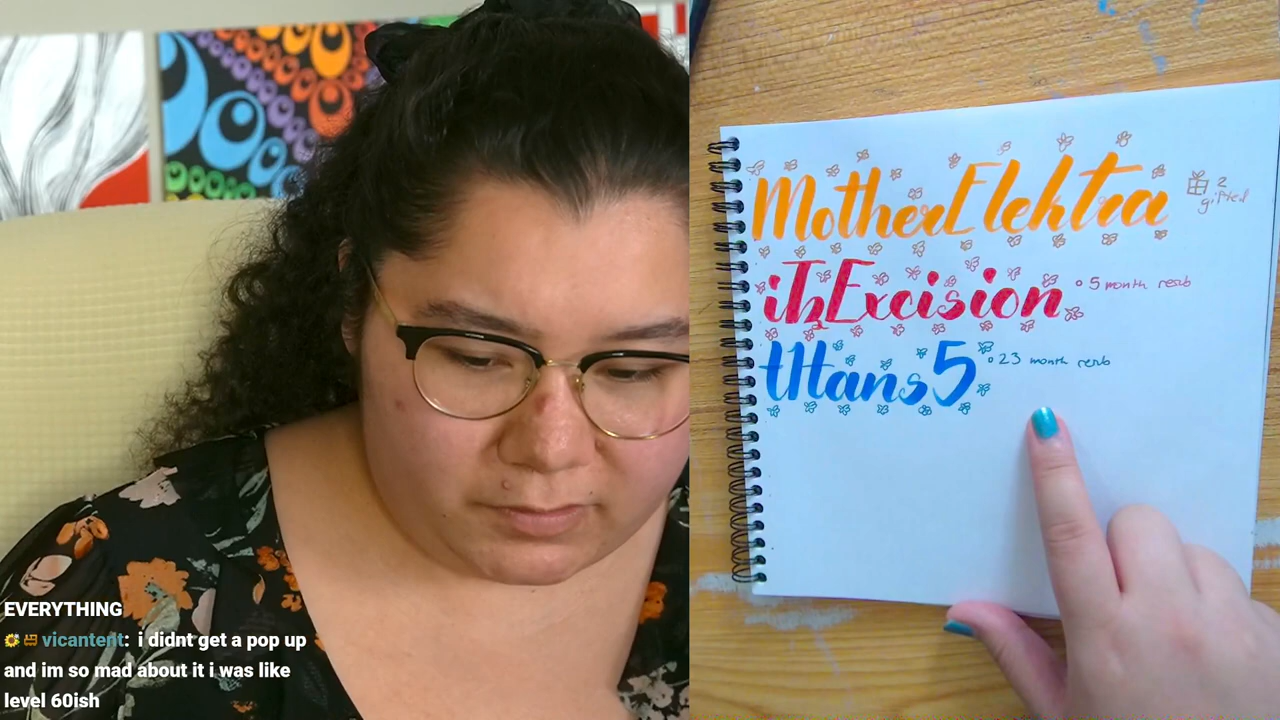 MotherElektra
2
gifted
ihExcision
• 5 month resub
tItans5
• 23 month resub
EVERYTHING
vicantent: i didnt get a pop up
and im so mad about it i was like
level 60ish